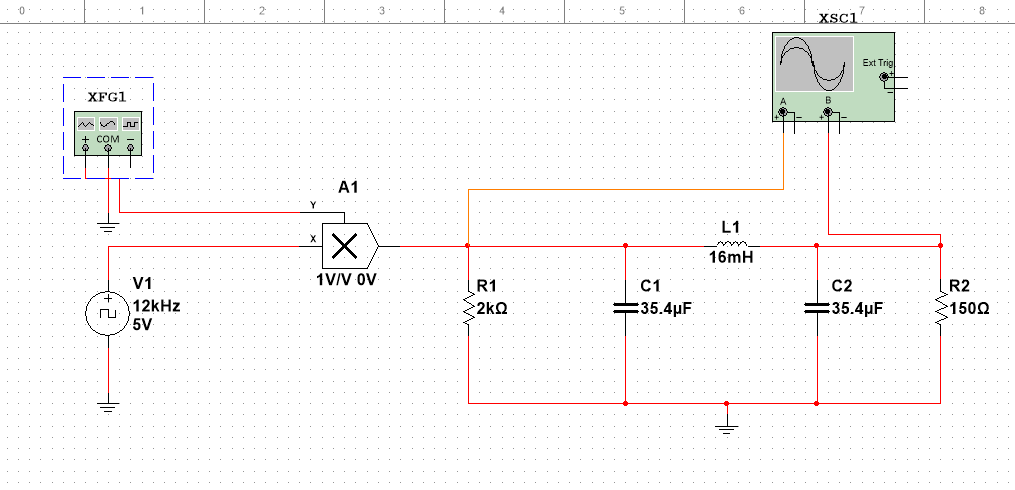 0 1 2 3 4 5 6 7 8
XSC1
Ext Trig
+
−
A B
+ − + −
XFG1
COM
+ −
A1
Y
X
1V/V 0V
V1
+
12kHz
5V
L1
16mH
R1
2kΩ
C1
35.4µF
C2
35.4µF
R2
150Ω